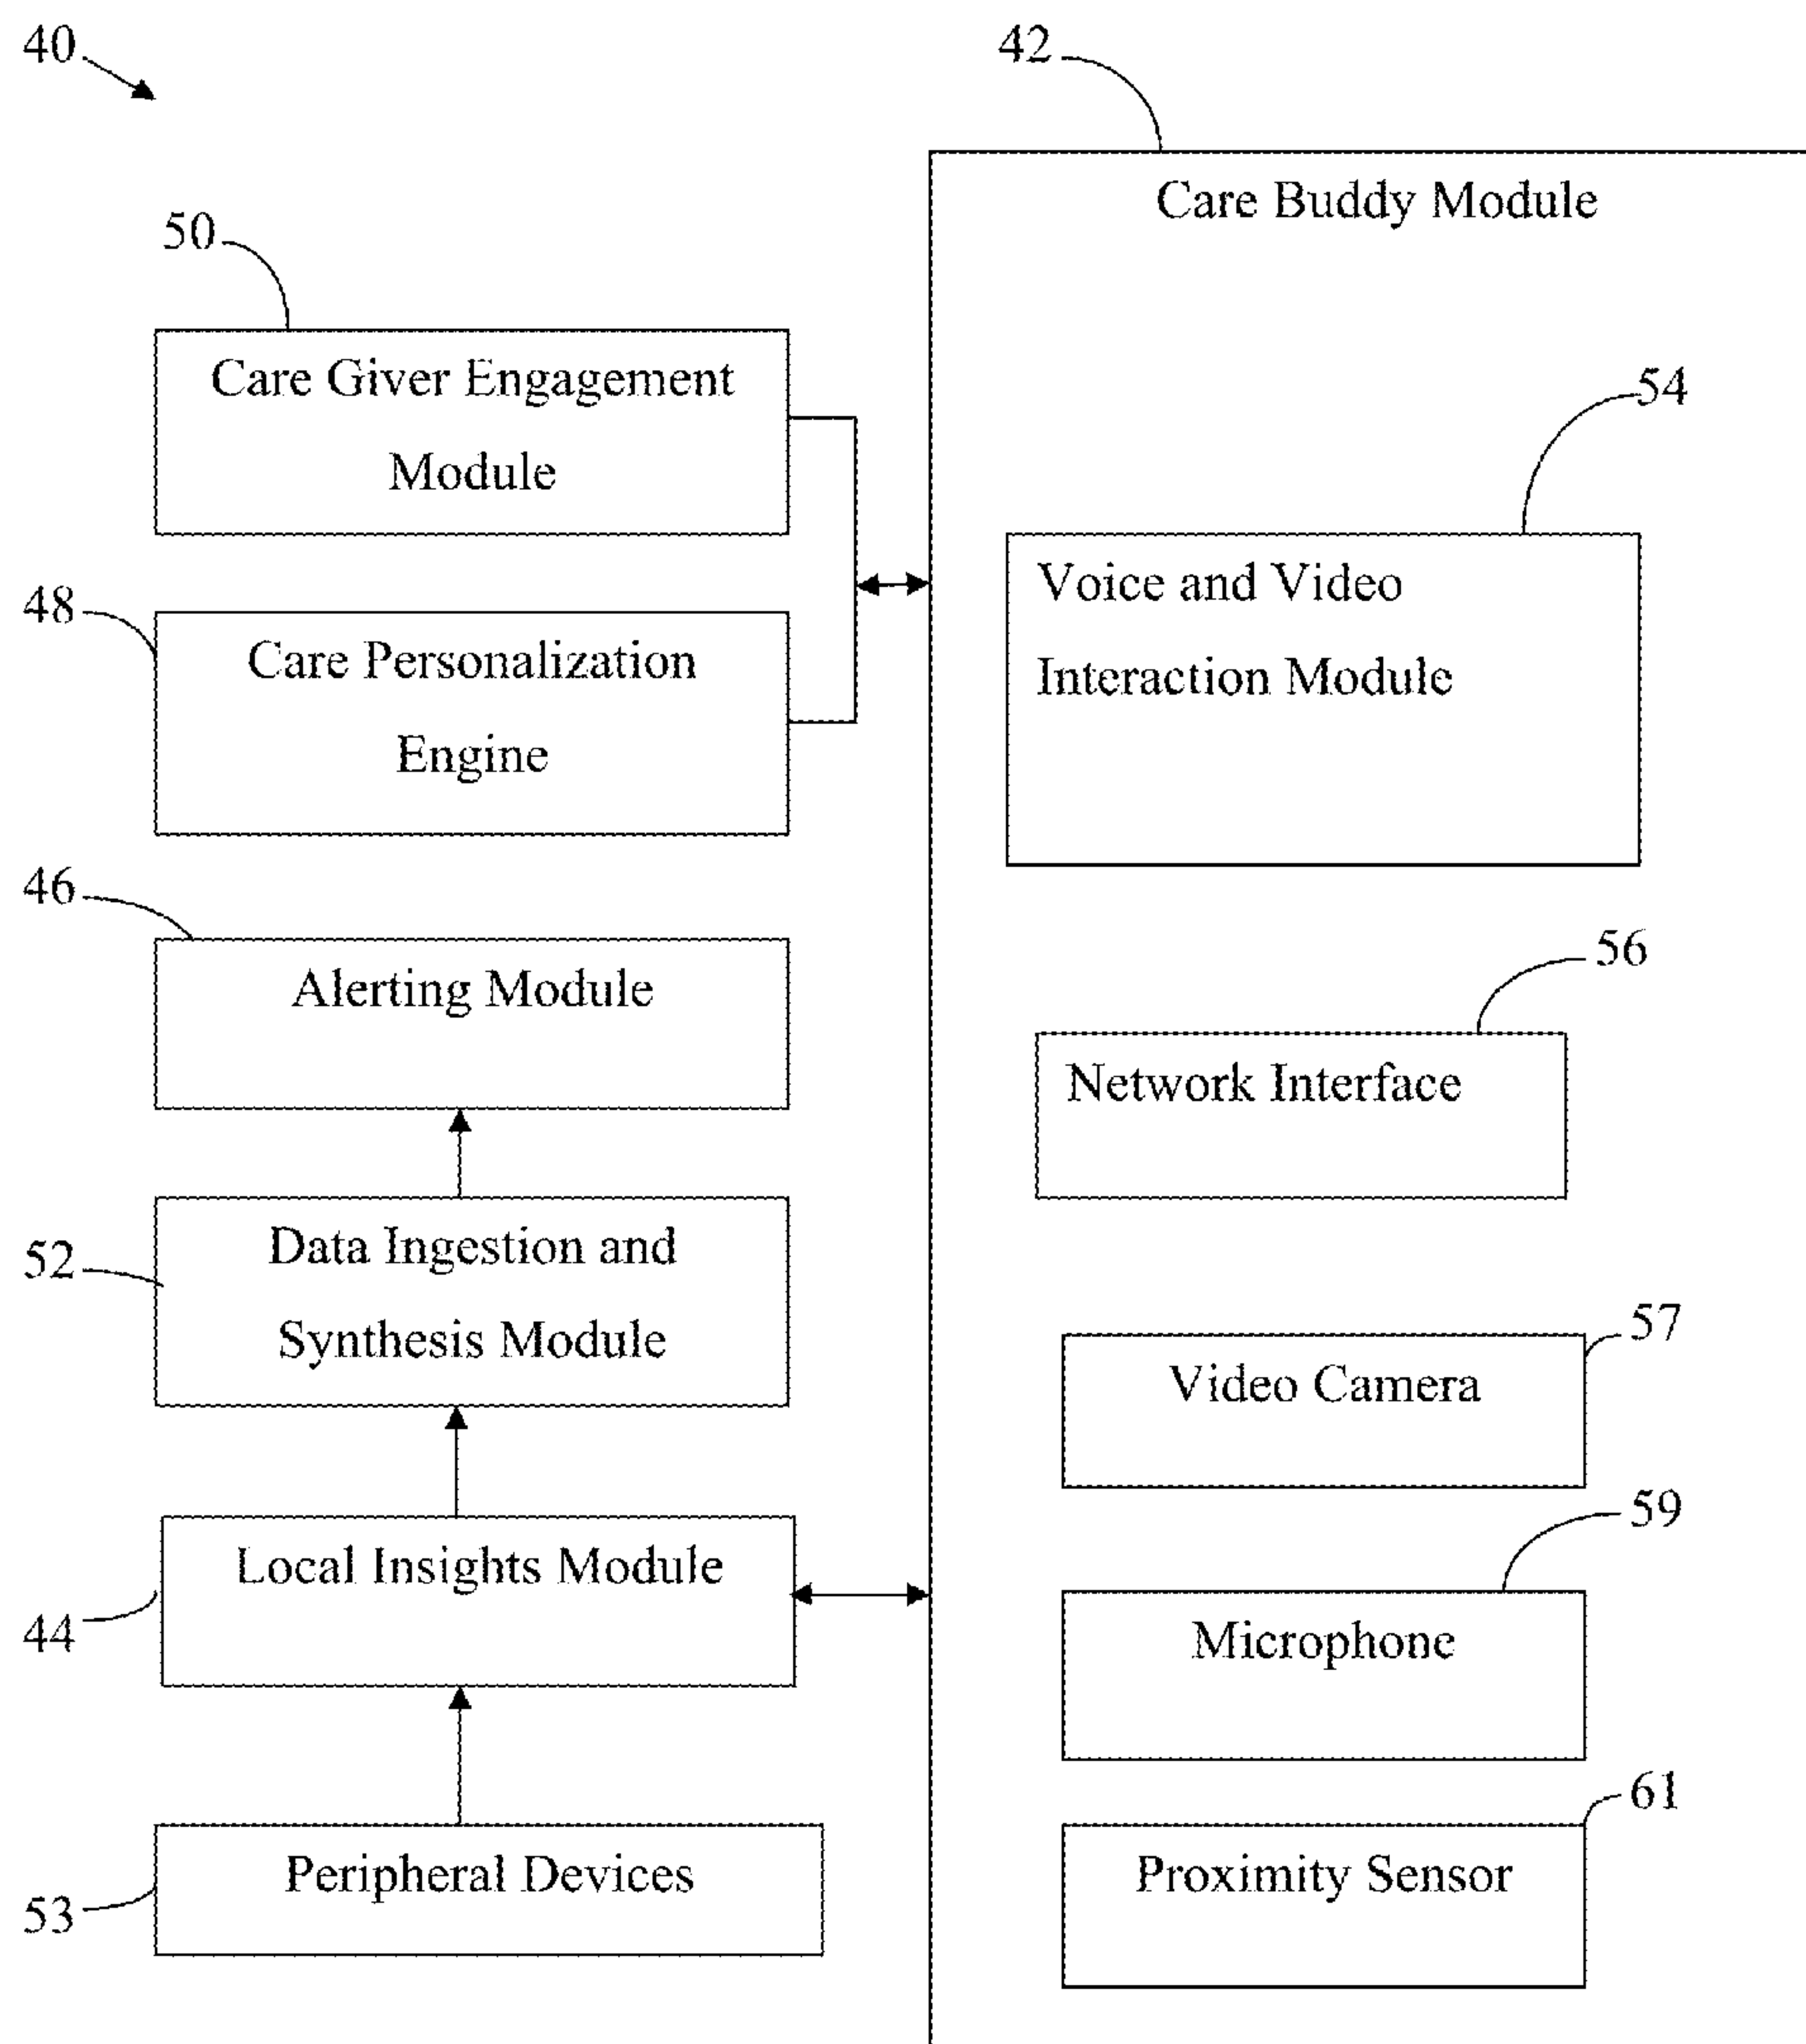 40
42
Care Buddy Module
50
Care Giver Engagement
Module
54
Voice and Video
Interaction Module
48
Care Personalization
Engine
46
Alerting Module
56
Network Interface
52
Data Ingestion and
Synthesis Module
57
Video Camera
44
Local Insights Module
59
Microphone
53
Peripheral Devices
61
Proximity Sensor